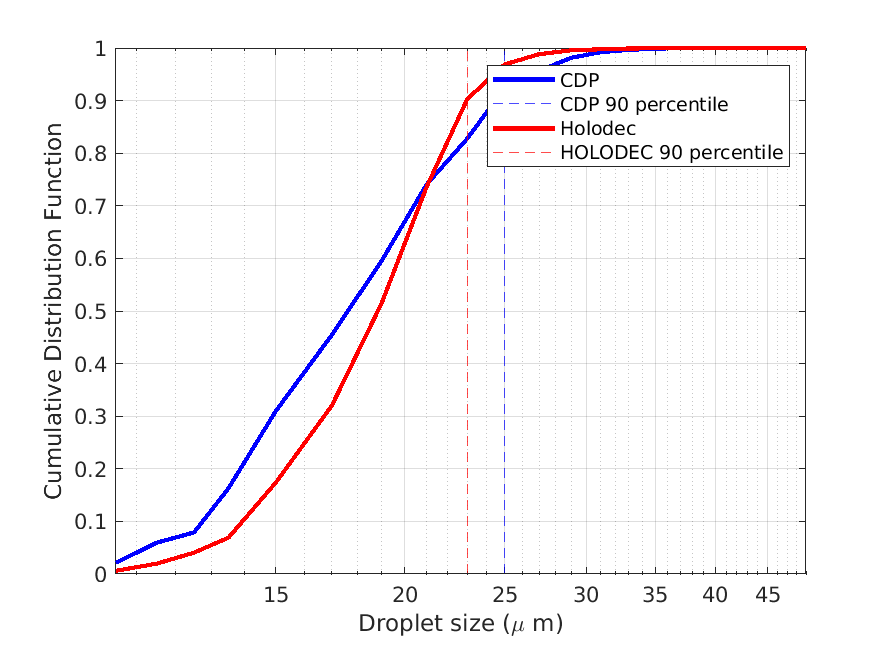 1
0.9
0.8
0.7
0.6
0.5
0.4
0.3
0.2
0.1
0
Cumulative Distribution Function
CDP
CDP 90 percentile
Holodec
HOLODEC 90 percentile
15 20 25 30 35 40 45
Droplet size (μ m)